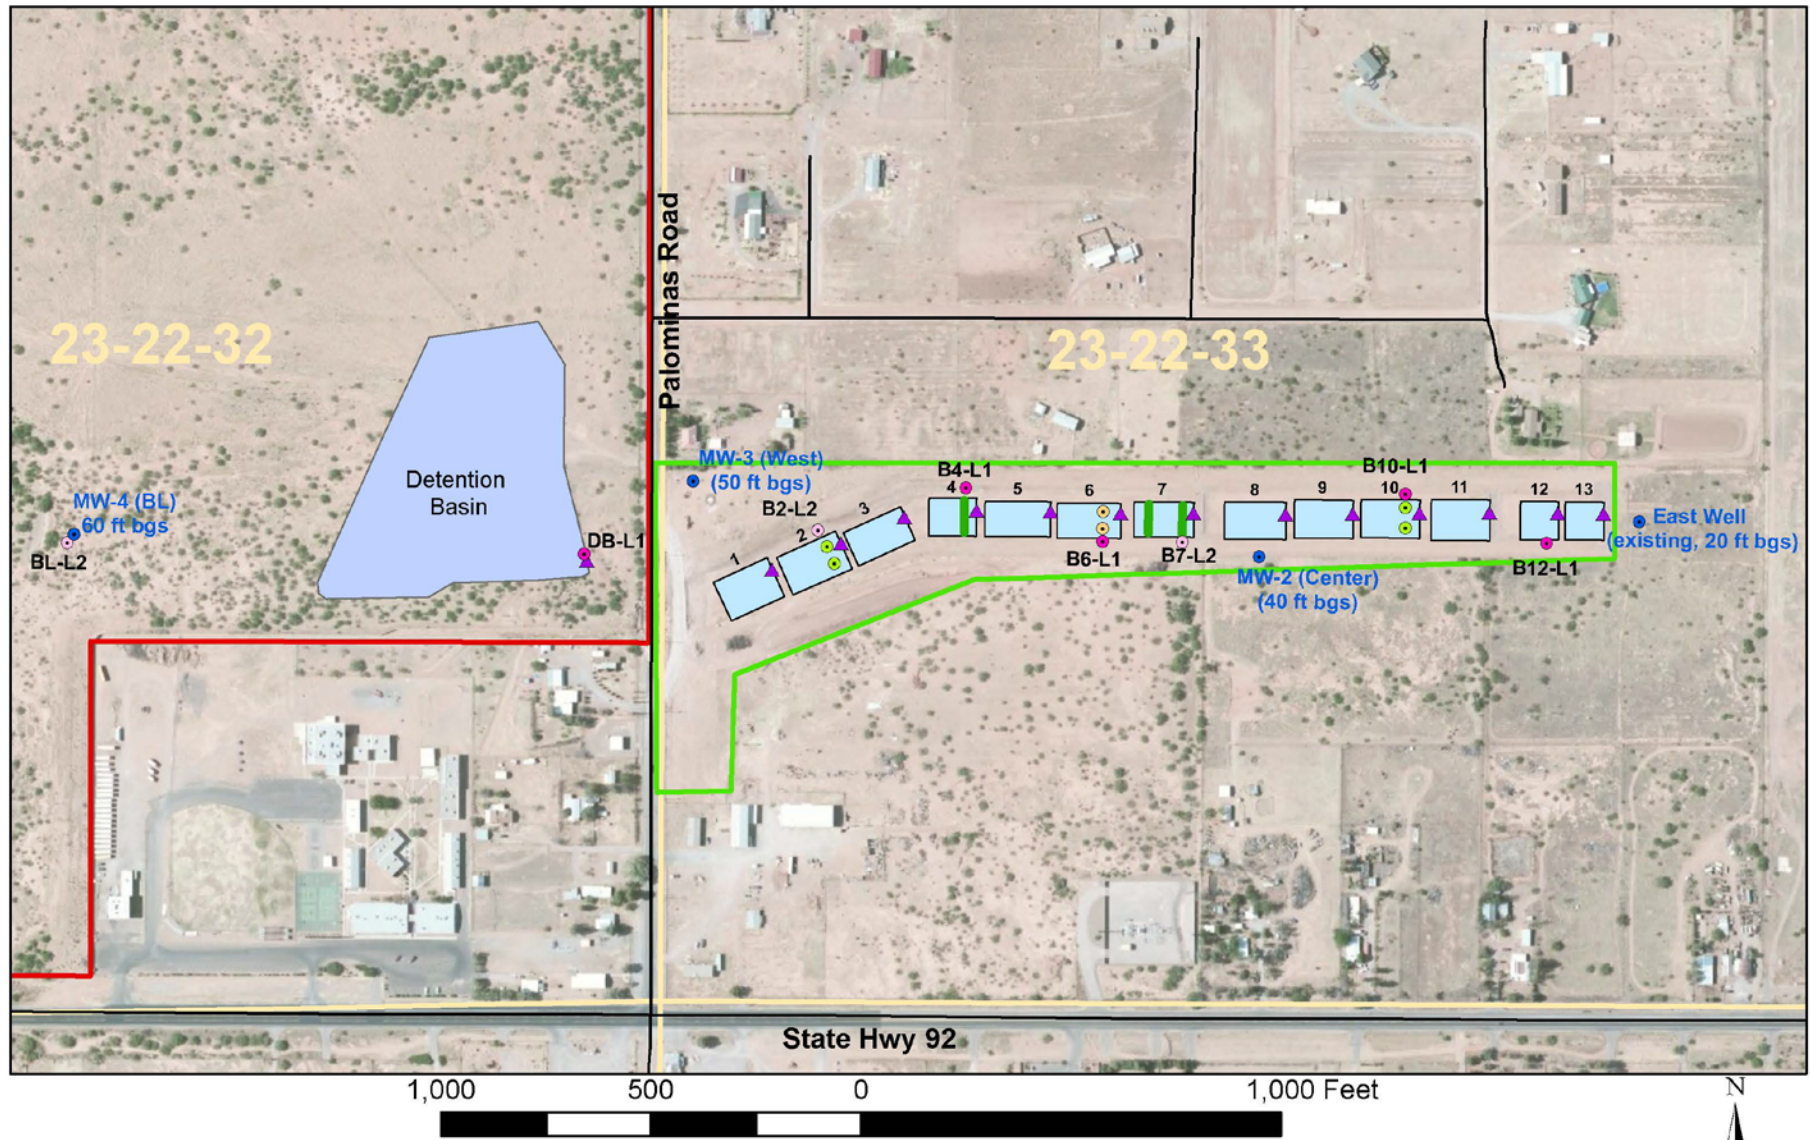 Palominas Road
23-22-32
23-22-33
Detention
Basin
MW-4 (BL)
60 ft bgs
BL-L2
DB-L1
MW-3 (West)
(50 ft bgs)
B2-L2
B4-L1
B10-L1
1
2
3
4
5
6
7
8
9
10
11
12
13
B6-L1
B7-L2
B12-L1
MW-2 (Center)
(40 ft bgs)
East Well
(existing, 20 ft bgs)
State Hwy 92
1,000 500 0 1,000 Feet
N